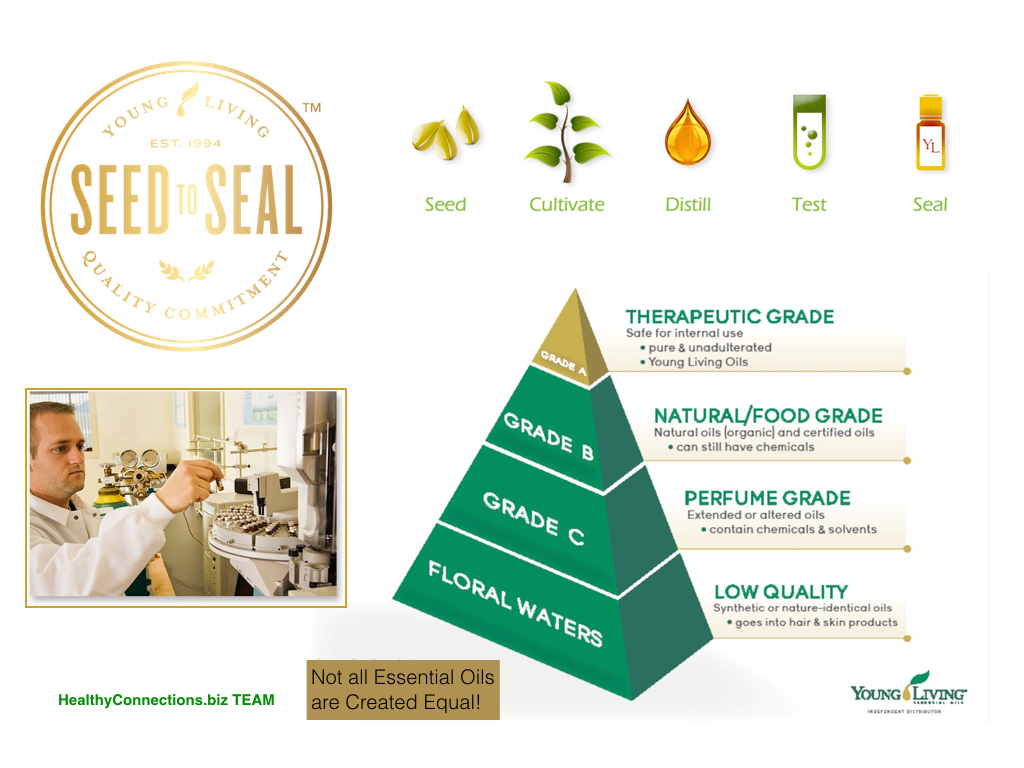 YOUNG LIVING
TM
EST. 1994
SEED TO SEAL
QUALITY COMMITMENT
Seed
Cultivate
Distill
Test
YL
Seal
GRADE A
THERAPEUTIC GRADE
Safe for internal use
• pure & unadulterated
• Young Living Oils
GRADE B
NATURAL/FOOD GRADE
Natural oils (organic) and certified oils
• can still have chemicals
GRADE C
PERFUME GRADE
Extended or altered oils
• contain chemicals & solvents
FLORAL WATERS
LOW QUALITY
Synthetic or nature-identical oils
• goes into hair & skin products
HealthyConnections.biz TEAM
Not all Essential Oils
are Created Equal!
YOUNG LIVING
ESSENTIAL OILS
INDEPENDENT DISTRIBUTOR